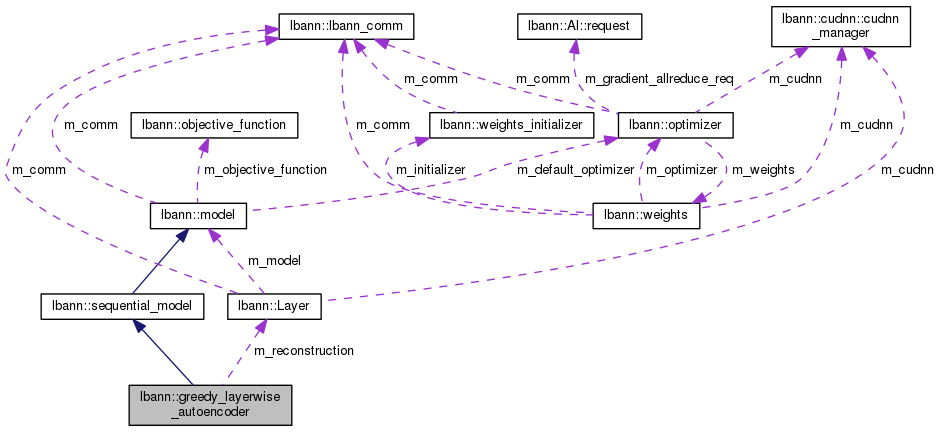 lbann::lbann_comm
lbann::Al::request
lbann::cudnn::cudnn
_manager
m_comm
m_comm
m_gradient_allreduce_req
m_cudnn
m_comm
lbann::objective_function
m_comm
lbann::weights_initializer
lbann::optimizer
m_cudnn
m_comm
m_objective_function
m_initializer
m_default_optimizer
m_optimizer
m_weights
m_cudnn
lbann::model
lbann::weights
m_model
lbann::sequential_model
lbann::Layer
m_reconstruction
lbann::greedy_layerwise
_autoencoder